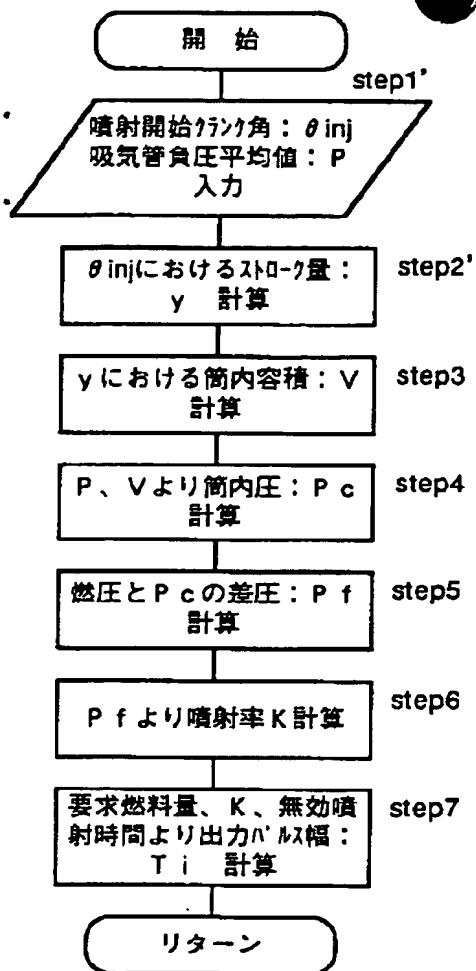 開 始
step1'
噴射開始クランク角:θinj
吸気管負圧平均値:P
入力
θinjにおけるストローク量:
y 計算
step2'
yにおける筒内容積:V
計算
step3
P、Vより筒内圧:Pc
計算
step4
燃圧とPcの差圧:Pf
計算
step5
Pfより噴射率K計算
step6
要求燃料量、K、無効噴
射時間より出力パルス幅:
Ti 計算
step7
リターン